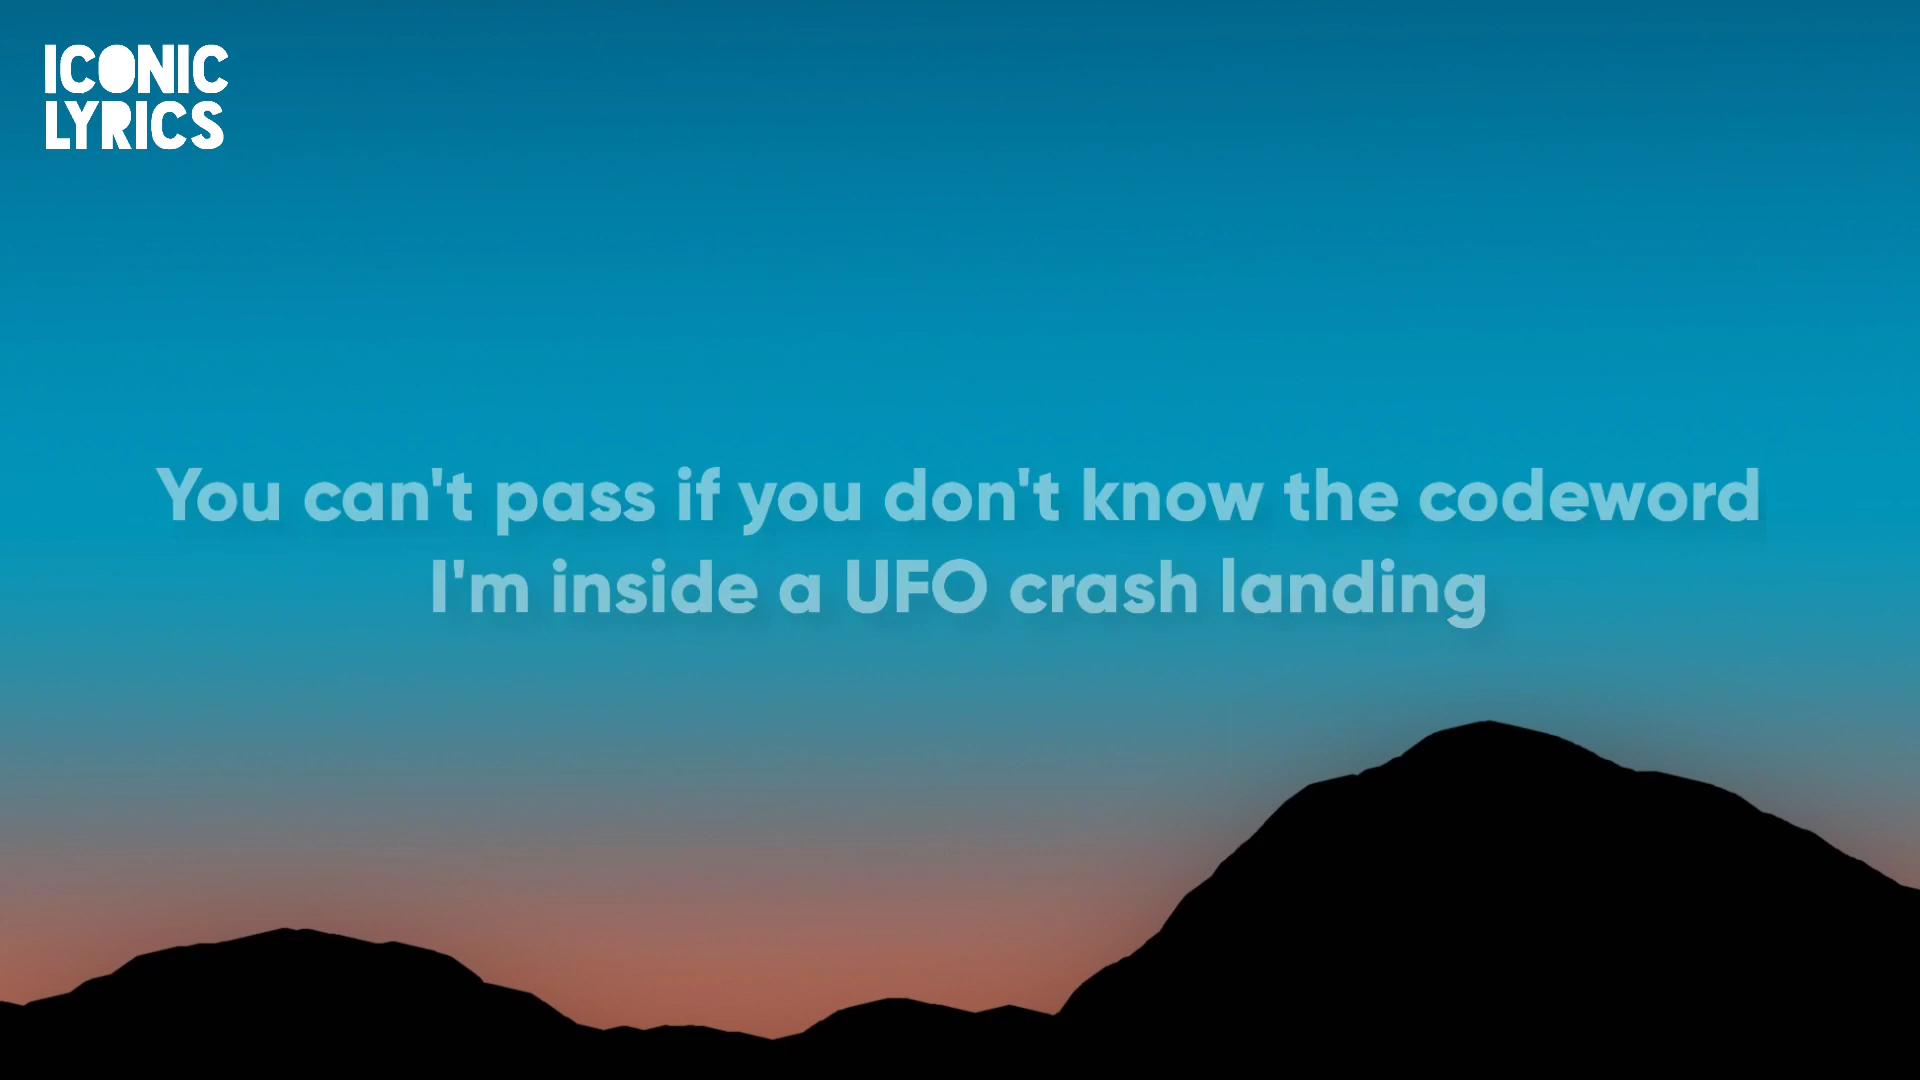 ICONIC
LYRICS
You can't pass if you don't know the codeword
I'm inside a UFO crash landing